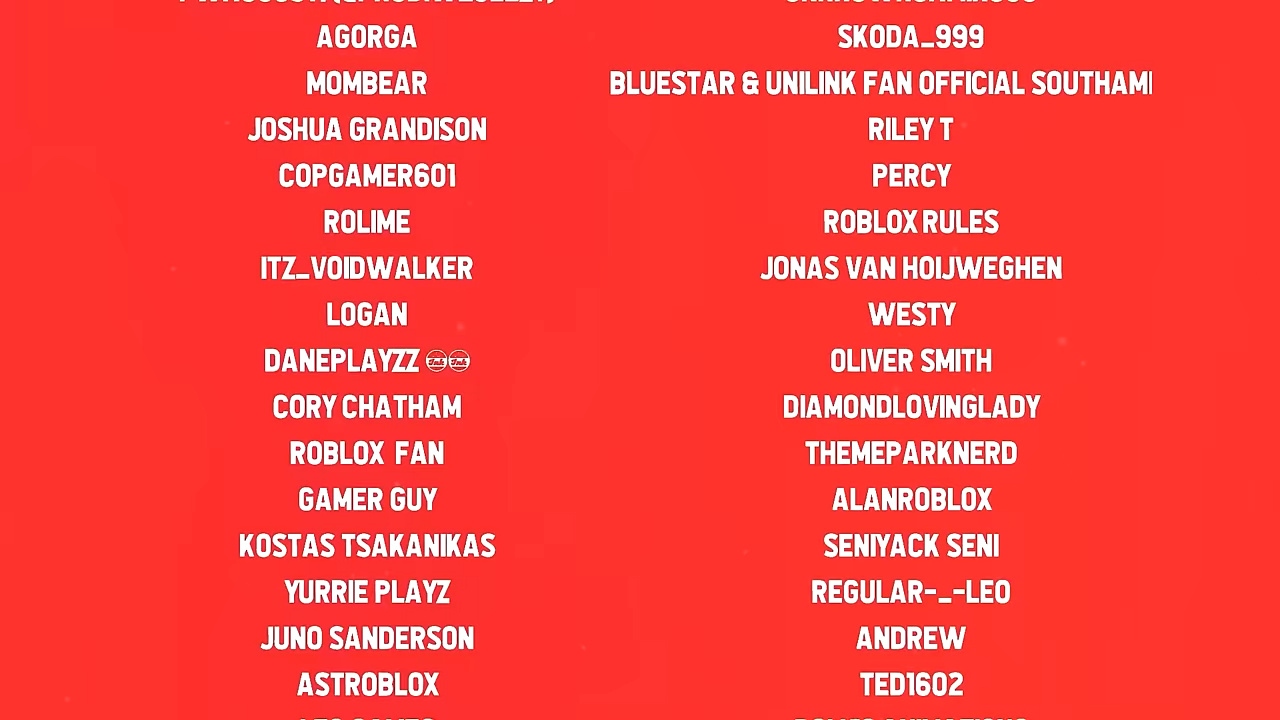 AGORGA
SKODA_999
MOMBEAR
BLUESTAR & UNILINK FAN OFFICIAL
JOSHUA GRANDISON
RILEY T
COPGAMER601
PERCY
ROLIME
ROBLOX RULES
ITZ_VOIDWALKER
JONAS VAN HOIJWEGHEN
LOGAN
WESTY
DANEPLAYZZ
OLIVER SMITH
CORY CHATHAM
DIAMONDLOVINGLADY
ROBLOX FAN
THEMEPARKNERD
GAMER GUY
ALANROBLOX
KOSTAS TSAKANIKAS
SENIYACK SENI
YURRIE PLAYZ
REGULAR-_-LEO
JUNO SANDERSON
ANDREW
ASTROBLOX
TED1602